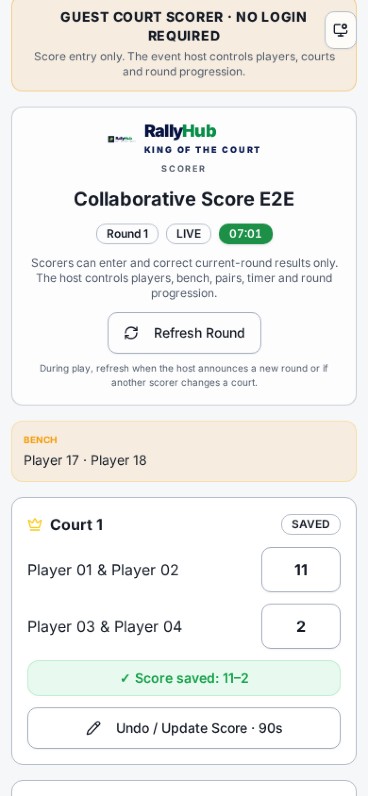 GUEST COURT SCORER · NO LOGIN
REQUIRED
Score entry only. The event host controls players, courts
and round progression.
RallyHub
RallyHub
KING OF THE COURT
SCORER
Collaborative Score E2E
Round 1
LIVE
07:01
Scorers can enter and correct current-round results only.
The host controls players, bench, pairs, timer and round
progression.
Refresh Round
During play, refresh when the host announces a new round or if
another scorer changes a court.
BENCH
Player 17 · Player 18
Court 1
SAVED
Player 01 & Player 02
11
Player 03 & Player 04
2
✓ Score saved: 11–2
Undo / Update Score · 90s